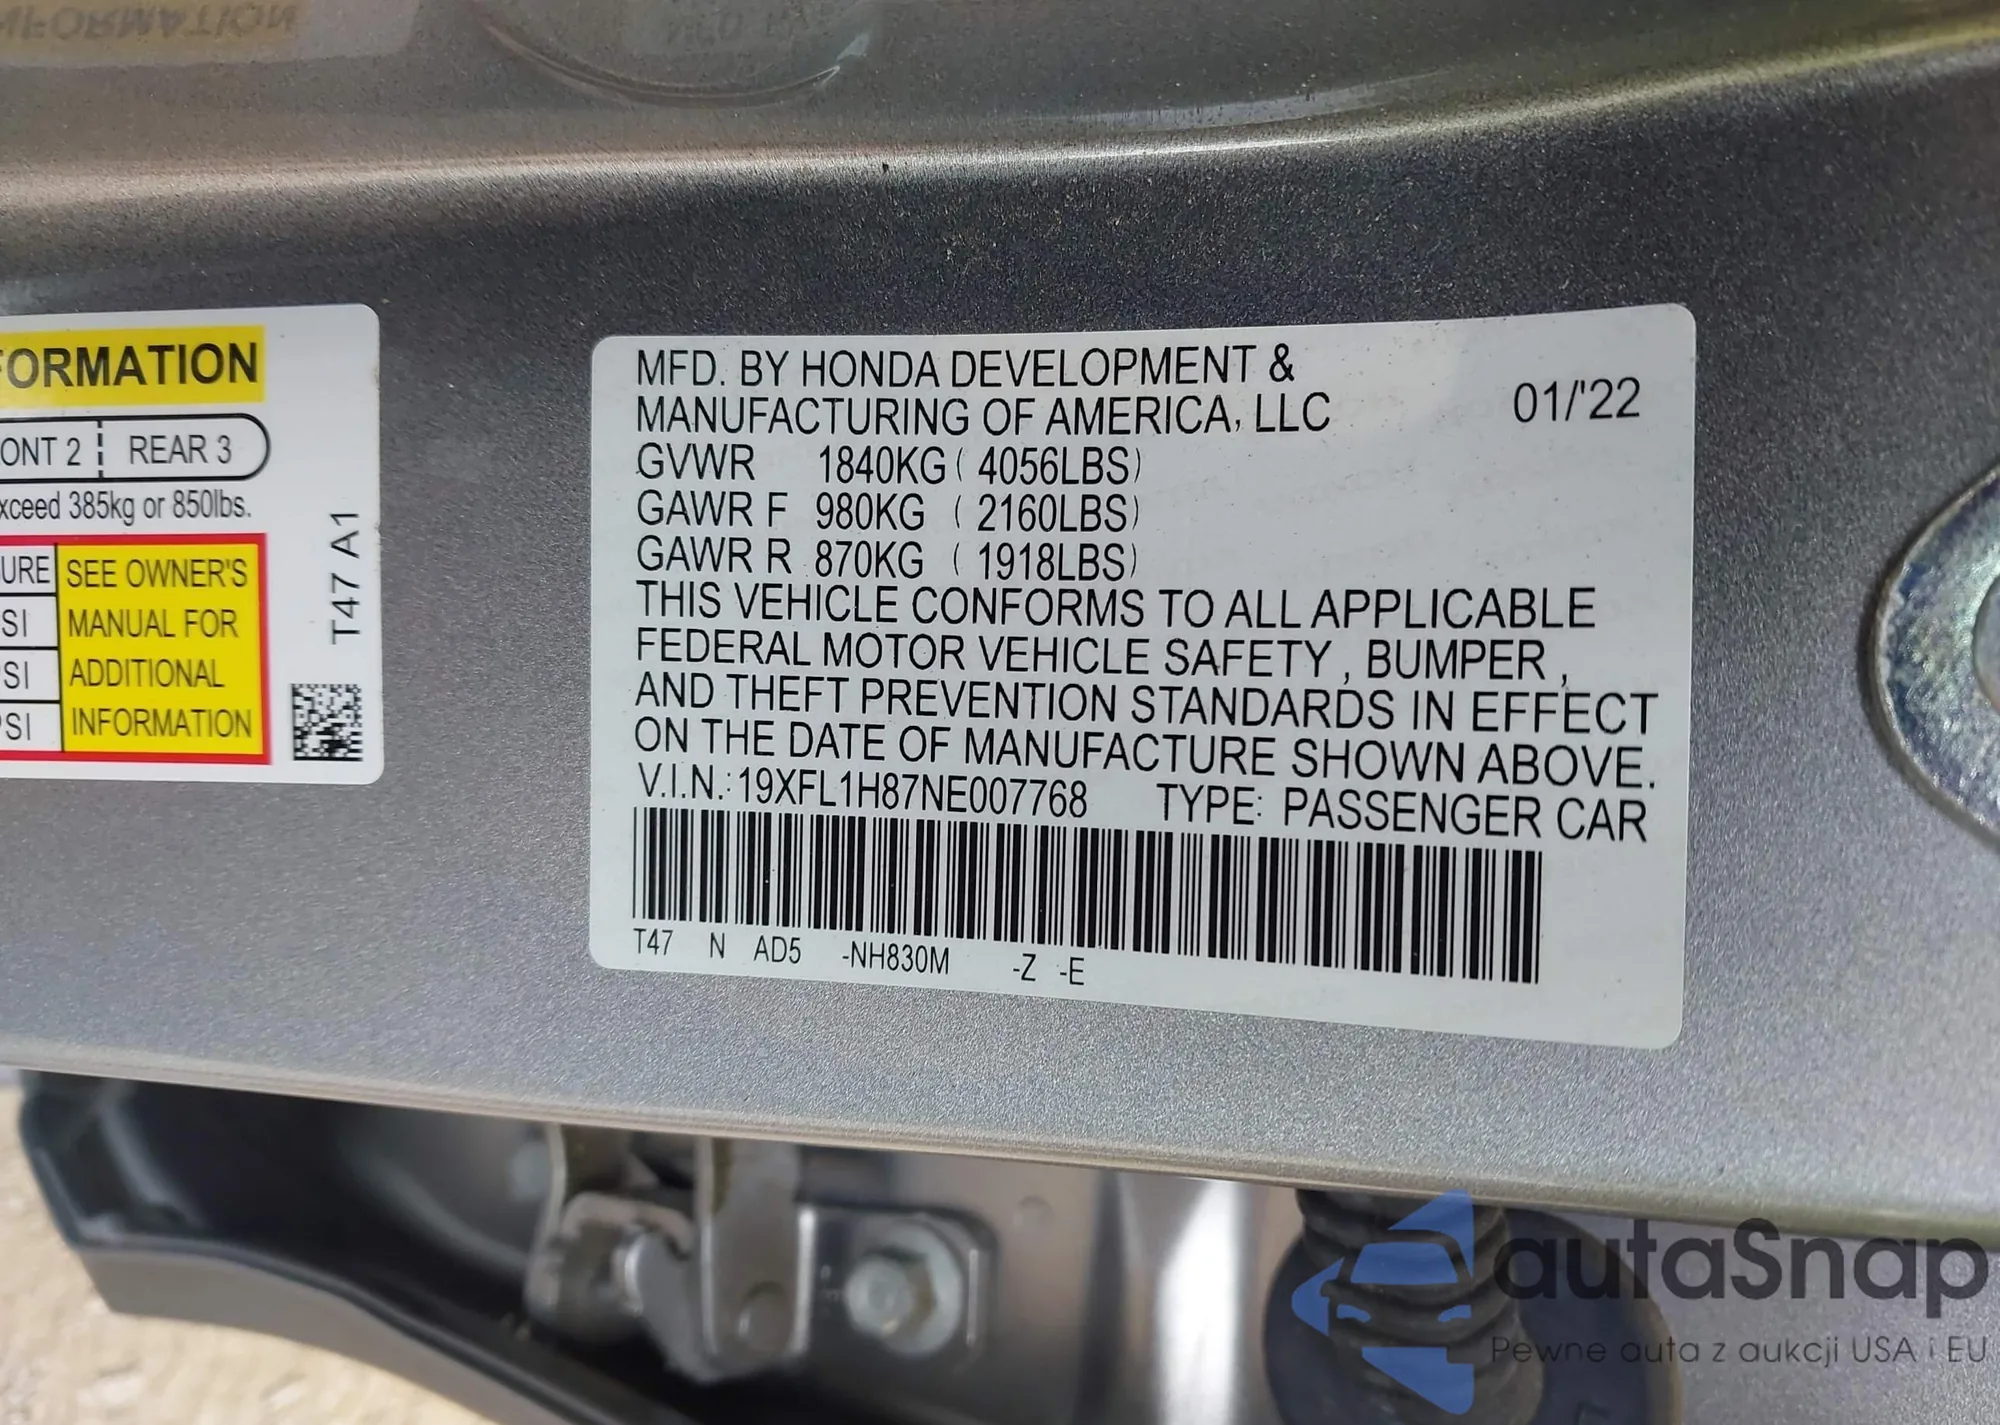 FORMATION
ONT 2 REAR 3
xceed 385kg or 850lbs.
URE
SI
SI
PSI
SEE OWNER'S
MANUAL FOR
ADDITIONAL
INFORMATION
T47 A1
MFD. BY HONDA DEVELOPMENT &
MANUFACTURING OF AMERICA, LLC 01/'22
GVWR 1840KG ( 4056LBS)
GAWR F 980KG ( 2160LBS)
GAWR R 870KG ( 1918LBS)
THIS VEHICLE CONFORMS TO ALL APPLICABLE
FEDERAL MOTOR VEHICLE SAFETY , BUMPER ,
AND THEFT PREVENTION STANDARDS IN EFFECT
ON THE DATE OF MANUFACTURE SHOWN ABOVE.
V.I.N.: 19XFL1H87NE007768 TYPE: PASSENGER CAR
T47 N AD5 -NH830M -Z -E
autaSnap
Pewne auta z aukcji USA i EU